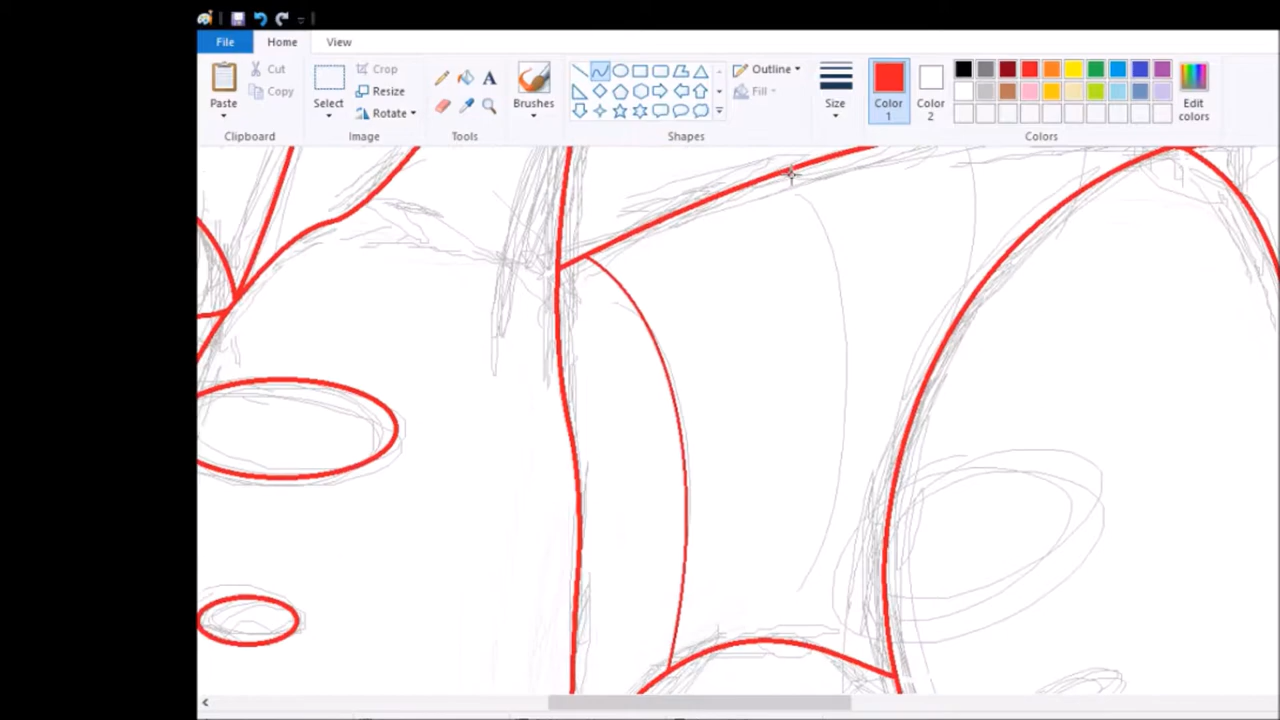 File Home View
Paste
Cut
Copy
Clipboard
Select
Crop
Resize
Rotate
Image
A
Tools
Brushes
Shapes
Outline
Fill
Size
Color 1
Color 2
Edit colors
Colors